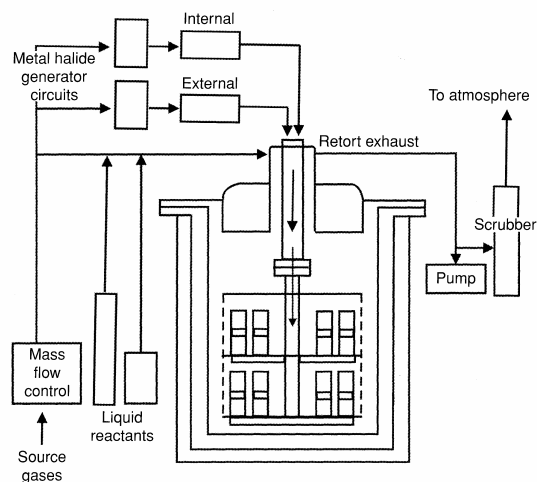 Internal
Metal halide
generator
circuits
External
To atmosphere
Retort exhaust
Scrubber
Pump
Mass
flow
control
Liquid
reactants
Source
gases